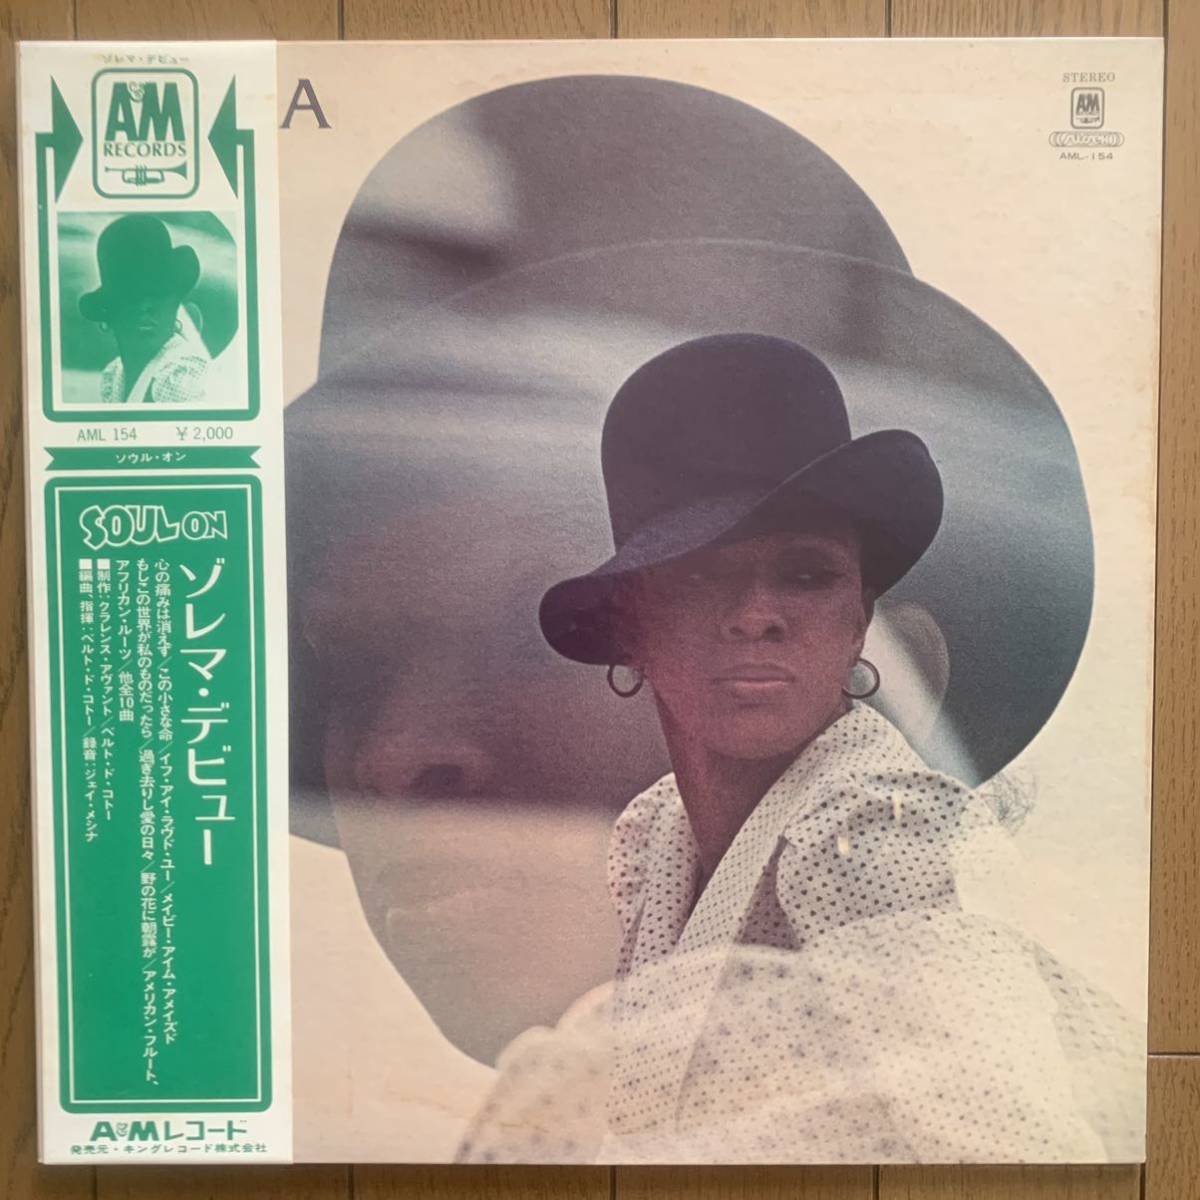 ゾレマ・デビュー
A&M
RECORDS
AML 154 ¥2,000
ソウル・オン
SOUL ON
ゾレマ・デビュー
心の痛みは消えず/この小さな命/イフ・アイ・ラヴド・ユー/メイビー・アイム・アメイズド
もしこの世界が私のものだったら/過ぎ去りし愛の日々/野の花に朝露が/アメリカン・フルート、
アフリカン・ルーツ/他全10曲
■制作:クラレンス・アヴァント/ベルト・ド・コトー
■編曲、指揮:ベルト・ド・コトー/録音:ジェイ・メシナ
A&Mレコード
発売元・キングレコード株式会社
A
STEREO
A&M
RECORDS
AML-154